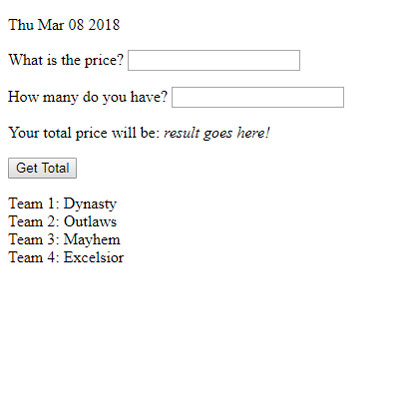 Thu Mar 08 2018
What is the price?
How many do you have?
Your total price will be: result goes here!
Get Total
Team 1: Dynasty
Team 2: Outlaws
Team 3: Mayhem
Team 4: Excelsior